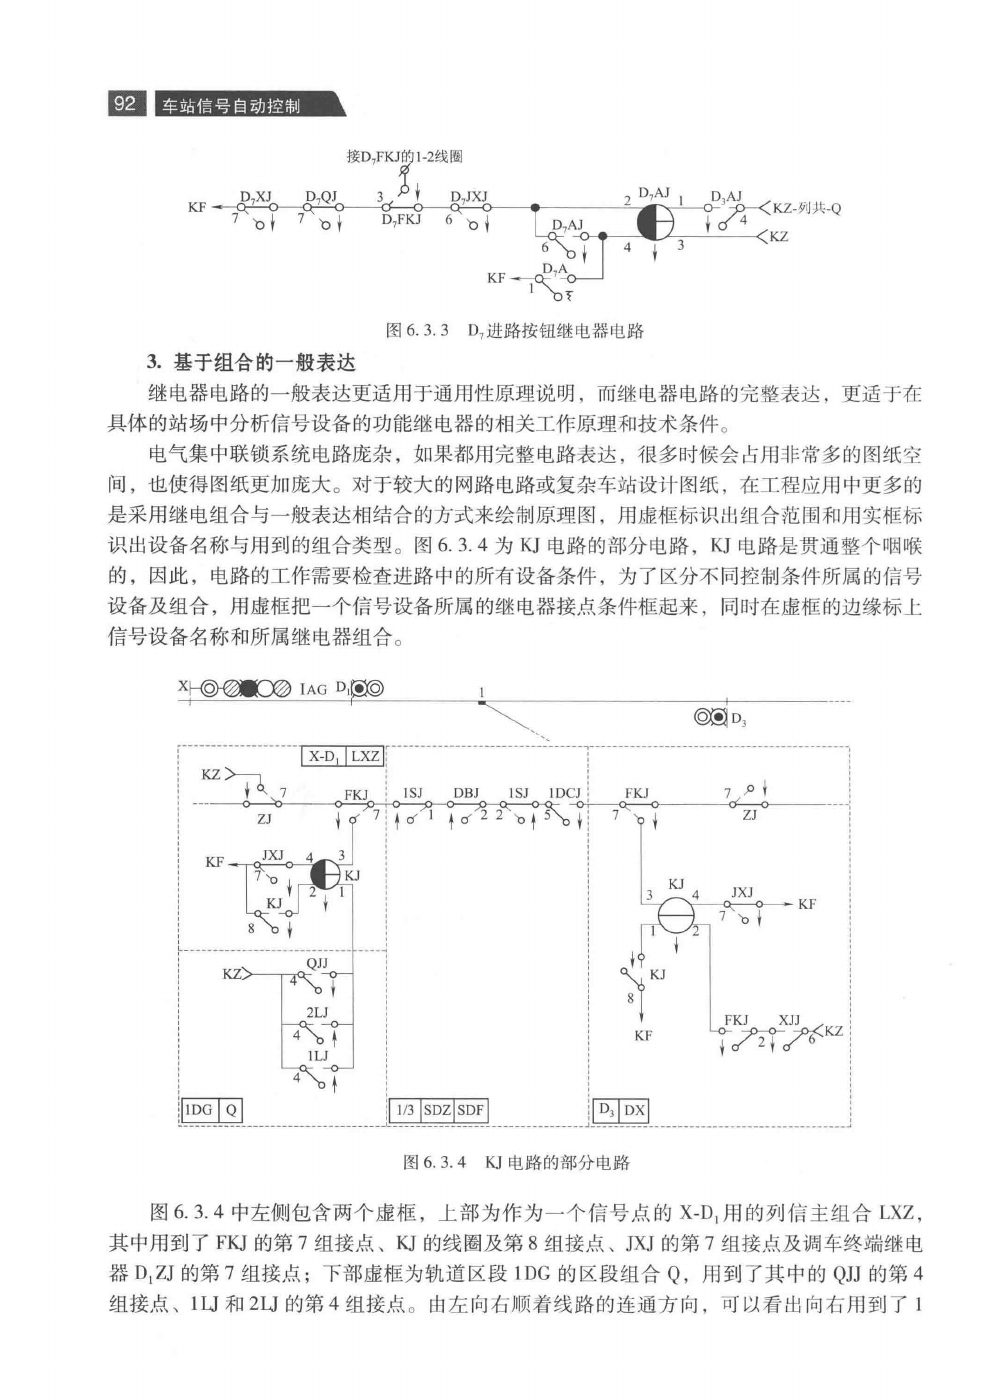 92 车站信号自动控制
接D₇FKJ的1-2线圈
KF D₇XJ 7 D₇QJ 7 3 D₇FKJ D₇JXJ 6 2 D₇AJ 1 D₃AJ 4 KZ-列共-Q
D₇AJ 6 4 3 KZ
KF D₇A 1
图 6.3.3 D₇进路按钮继电器电路
3. 基于组合的一般表达
继电器电路的一般表达更适用于通用性原理说明，而继电器电路的完整表达，更适于在
具体的站场中分析信号设备的功能继电器的相关工作原理和技术条件。
电气集中联锁系统电路庞杂，如果都用完整电路表达，很多时候会占用非常多的图纸空
间，也使得图纸更加庞大。对于较大的网路电路或复杂车站设计图纸，在工程应用中更多的
是采用继电组合与一般表达相结合的方式来绘制原理图，用虚框标识出组合范围和用实框标
识出设备名称与用到的组合类型。图 6.3.4 为 KJ 电路的部分电路，KJ 电路是贯通整个咽喉
的，因此，电路的工作需要检查进路中的所有设备条件，为了区分不同控制条件所属的信号
设备及组合，用虚框把一个信号设备所属的继电器接点条件框起来，同时在虚框的边缘标上
信号设备名称和所属继电器组合。
X IAG D₁ 1
D₃
X-D₁ LXZ
KZ 7 ZJ FKJ 7 1SJ 1 DBJ 2 1SJ 2 1DCJ 5 FKJ 7 7 ZJ
KF JXJ 7 4 3 KJ 2 1
KJ 8
3 KJ 4 JXJ 7 KF
1 2
KZ QJJ 4
KJ 8 KF
2LJ 4
FKJ 2 XJJ 6 KZ
1LJ 4
1DG Q 1/3 SDZ SDF D₃ DX
图 6.3.4 KJ 电路的部分电路
图 6.3.4 中左侧包含两个虚框，上部为作为一个信号点的 X-D₁用的列信主组合 LXZ，
其中用到了 FKJ 的第 7 组接点、KJ 的线圈及第 8 组接点、JXJ 的第 7 组接点及调车终端继电
器 D₁ZJ 的第 7 组接点；下部虚框为轨道区段 1DG 的区段组合 Q，用到了其中的 QJJ 的第 4
组接点、1LJ 和 2LJ 的第 4 组接点。由左向右顺着线路的连通方向，可以看出向右用到了 1